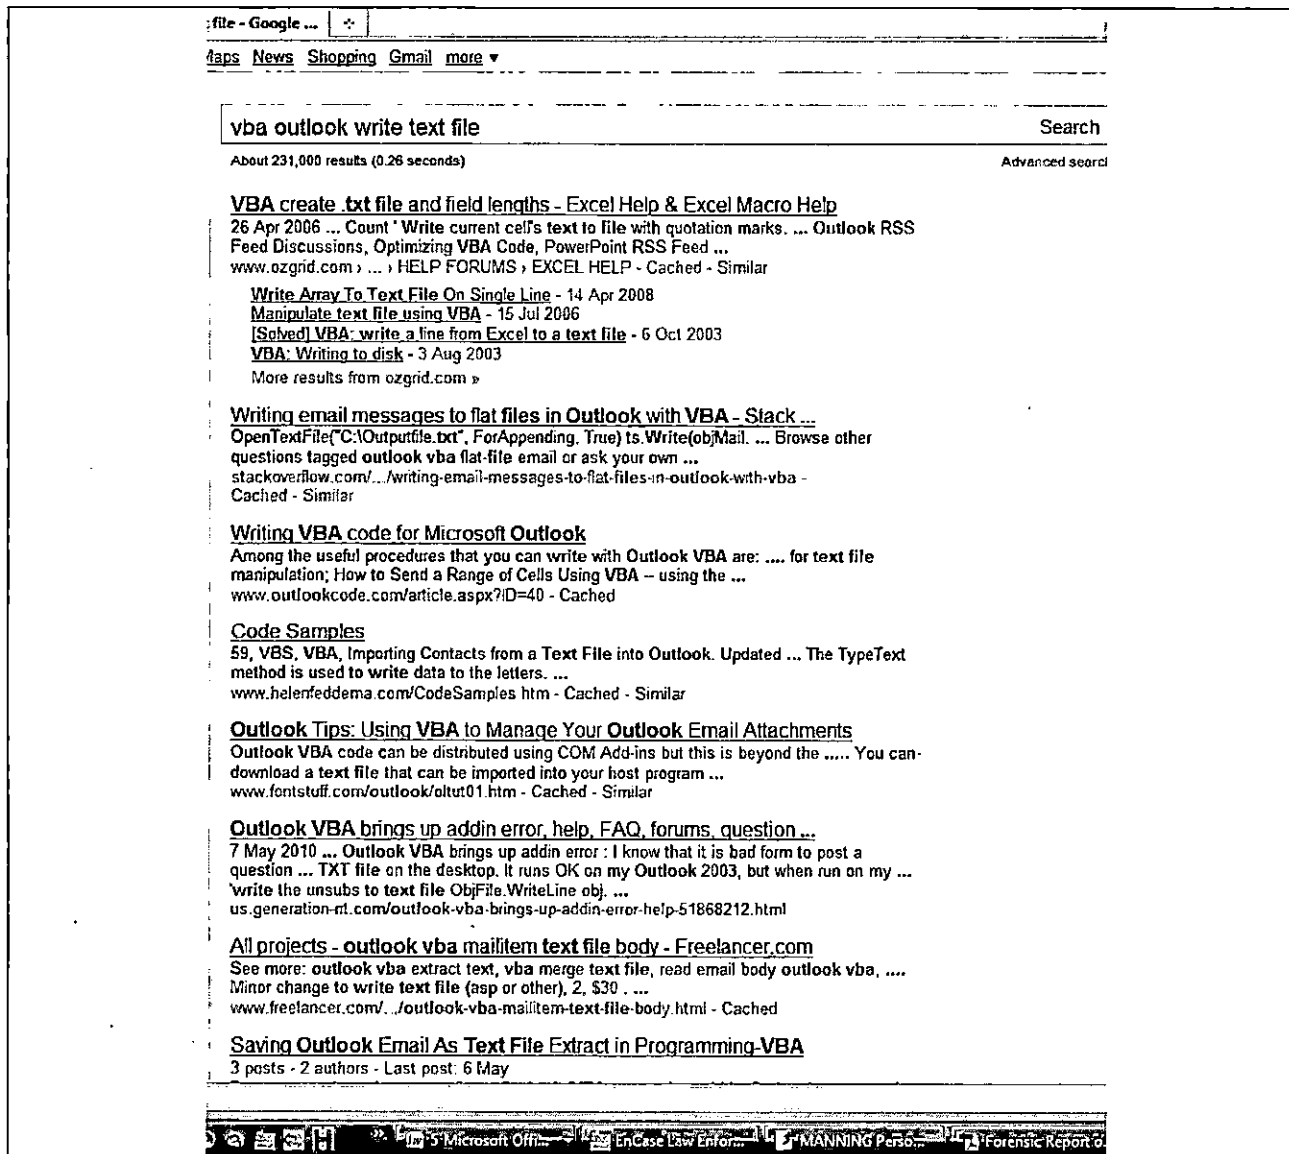 file - Google ...
Maps News Shopping Gmail more ▼
vba outlook write text file Search
About 231,000 results (0.26 seconds) Advanced search
VBA create .txt file and field lengths - Excel Help & Excel Macro Help
26 Apr 2006 ... Count ' Write current cell's text to file with quotation marks. ... Outlook RSS
Feed Discussions, Optimizing VBA Code, PowerPoint RSS Feed ...
www.ozgrid.com › ... › HELP FORUMS › EXCEL HELP - Cached - Similar
Write Array To Text File On Single Line - 14 Apr 2008
Manipulate text file using VBA - 15 Jul 2006
[Solved] VBA: write a line from Excel to a text file - 6 Oct 2003
VBA: Writing to disk - 3 Aug 2003
More results from ozgrid.com »
Writing email messages to flat files in Outlook with VBA - Stack ...
OpenTextFile("C:\Outputfile.txt", ForAppending, True) ts.Write(objMail. ... Browse other
questions tagged outlook vba flat-file email or ask your own ...
stackoverflow.com/.../writing-email-messages-to-flat-files-in-outlook-with-vba -
Cached - Similar
Writing VBA code for Microsoft Outlook
Among the useful procedures that you can write with Outlook VBA are: .... for text file
manipulation; How to Send a Range of Cells Using VBA -- using the ...
www.outlookcode.com/article.aspx?ID=40 - Cached
Code Samples
59, VBS, VBA, Importing Contacts from a Text File into Outlook. Updated ... The TypeText
method is used to write data to the letters. ...
www.helenfeddema.com/CodeSamples.htm - Cached - Similar
Outlook Tips: Using VBA to Manage Your Outlook Email Attachments
Outlook VBA code can be distributed using COM Add-ins but this is beyond the ..... You can
download a text file that can be imported into your host program ...
www.fontstuff.com/outlook/oltut01.htm - Cached - Similar
Outlook VBA brings up addin error, help, FAQ, forums, question ...
7 May 2010 ... Outlook VBA brings up addin error : I know that it is bad form to post a
question ... TXT file on the desktop. It runs OK on my Outlook 2003, but when run on my ...
'write the unsubs to text file ObjFile.WriteLine obj. ...
us.generation-nt.com/outlook-vba-brings-up-addin-error-help-51868212.html
All projects - outlook vba mailitem text file body - Freelancer.com
See more: outlook vba extract text, vba merge text file, read email body outlook vba, ....
Minor change to write text file (asp or other), 2, $30 . ...
www.freelancer.com/.../outlook-vba-mailitem-text-file-body.html - Cached
Saving Outlook Email As Text File Extract in Programming-VBA
3 posts - 2 authors - Last post: 6 May
5 Microsoft Offi... EnCase Law Enfor... MANNING Perso... Forensic Report o